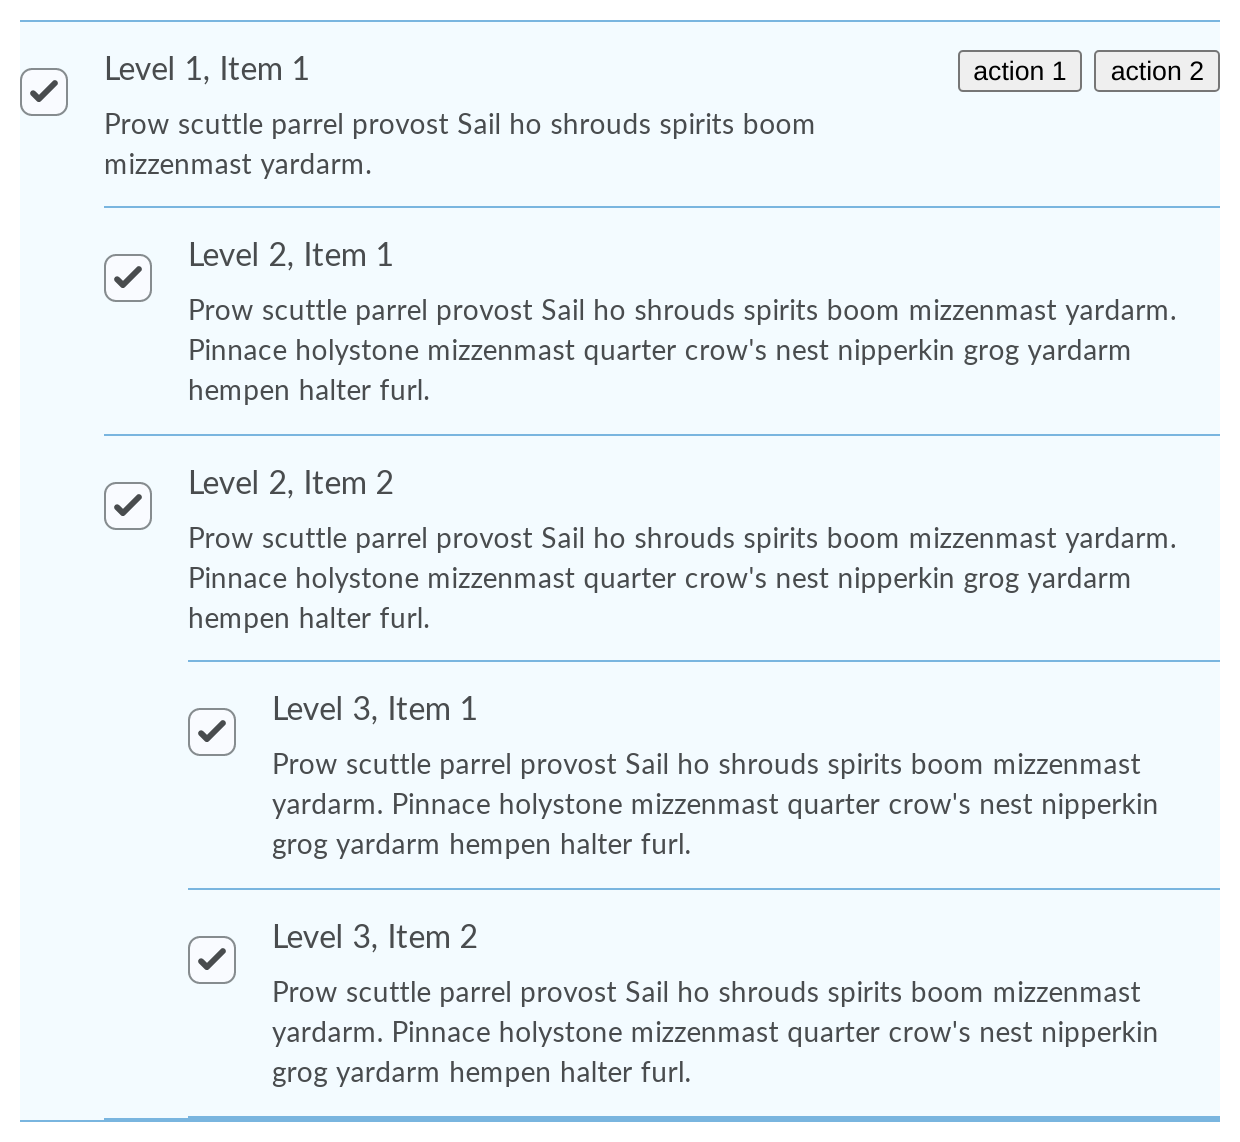 Level 1, Item 1
action 1
action 2
Prow scuttle parrel provost Sail ho shrouds spirits boom
mizzenmast yardarm.
Level 2, Item 1
Prow scuttle parrel provost Sail ho shrouds spirits boom mizzenmast yardarm.
Pinnace holystone mizzenmast quarter crow's nest nipperkin grog yardarm
hempen halter furl.
Level 2, Item 2
Prow scuttle parrel provost Sail ho shrouds spirits boom mizzenmast yardarm.
Pinnace holystone mizzenmast quarter crow's nest nipperkin grog yardarm
hempen halter furl.
Level 3, Item 1
Prow scuttle parrel provost Sail ho shrouds spirits boom mizzenmast
yardarm. Pinnace holystone mizzenmast quarter crow's nest nipperkin
grog yardarm hempen halter furl.
Level 3, Item 2
Prow scuttle parrel provost Sail ho shrouds spirits boom mizzenmast
yardarm. Pinnace holystone mizzenmast quarter crow's nest nipperkin
grog yardarm hempen halter furl.